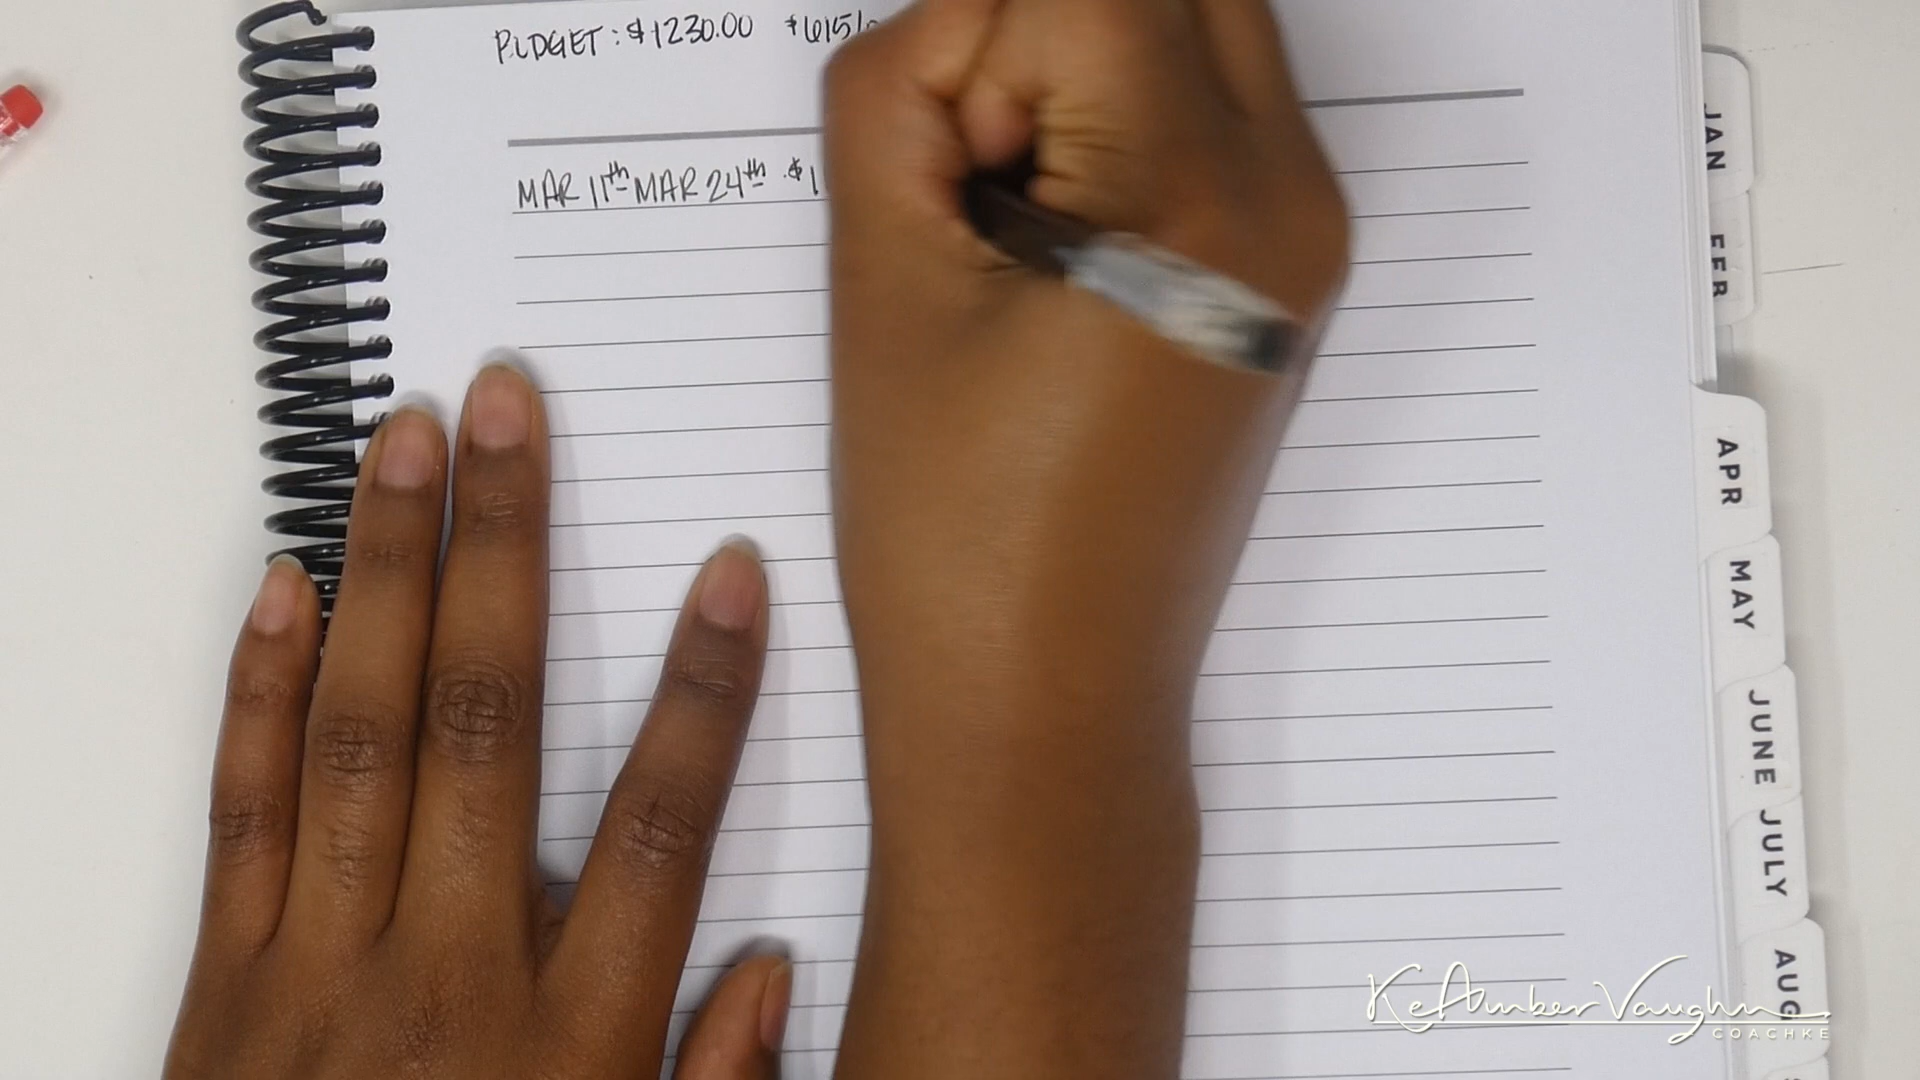 BUDGET: $1230.00 $615/
MAR 11th MAR 24th $1
JAN
FEB
APR
MAY
JUNE
JULY
AUG
KeAmber Vaughn
COACHKE